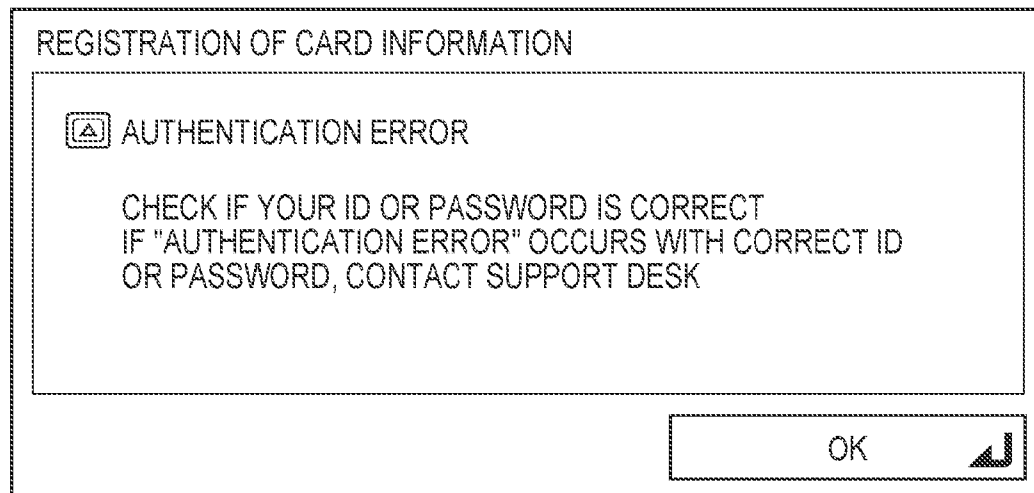 REGISTRATION OF CARD INFORMATION
AUTHENTICATION ERROR
CHECK IF YOUR ID OR PASSWORD IS CORRECT
IF "AUTHENTICATION ERROR" OCCURS WITH CORRECT ID
OR PASSWORD, CONTACT SUPPORT DESK
OK